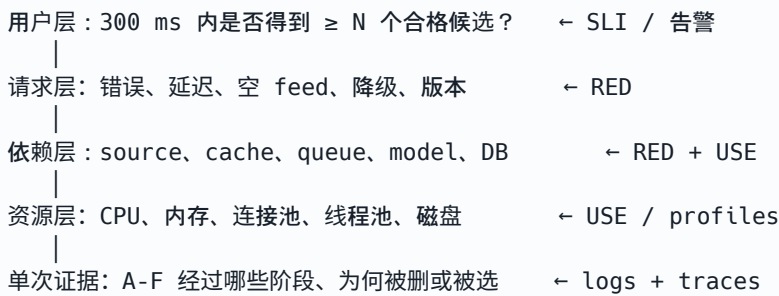 用户层：300 ms 内是否得到 ≥ N 个合格候选？ ← SLI / 告警
|
请求层：错误、延迟、空 feed、降级、版本 ← RED
|
依赖层：source、cache、queue、model、DB ← RED + USE
|
资源层：CPU、内存、连接池、线程池、磁盘 ← USE / profiles
|
单次证据：A-F 经过哪些阶段、为何被删或被选 ← logs + traces